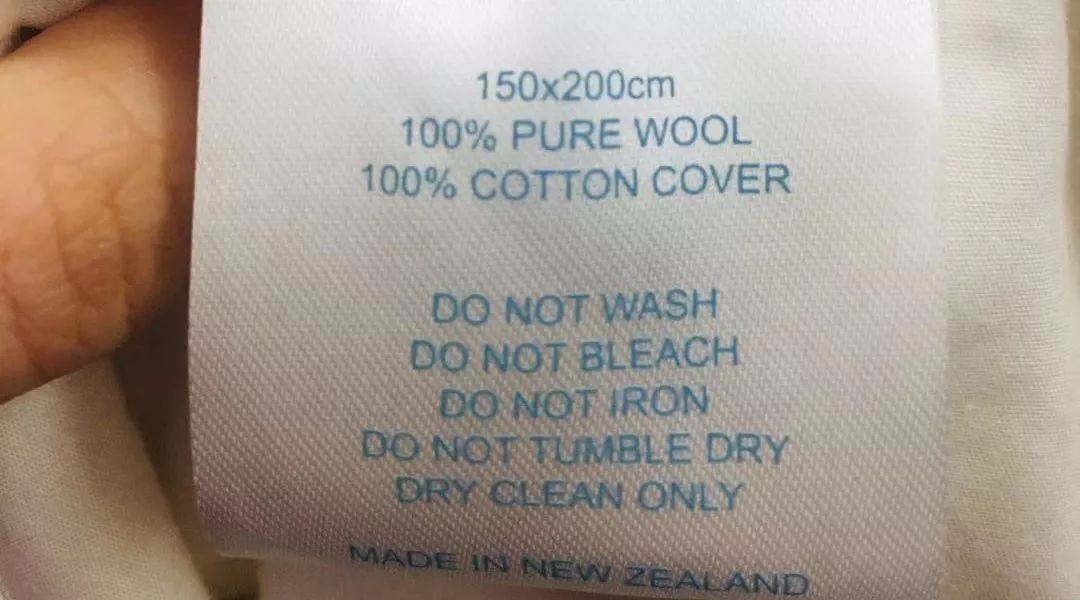 150x200cm
100% PURE WOOL
100% COTTON COVER
DO NOT WASH
DO NOT BLEACH
DO NOT IRON
DO NOT TUMBLE DRY
DRY CLEAN ONLY
MADE IN NEW ZEALAND